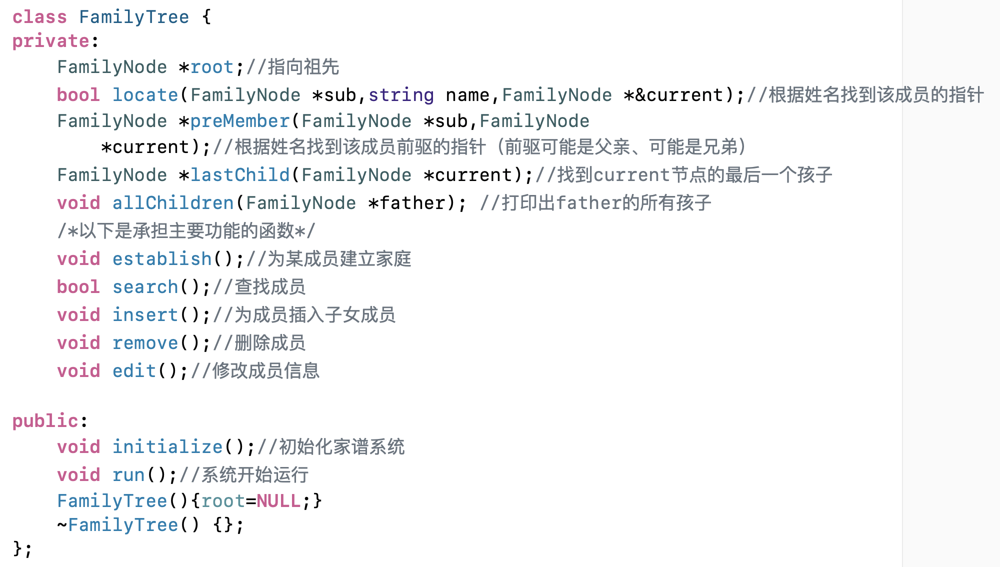 class FamilyTree {
private:
    FamilyNode *root;//指向祖先
    bool locate(FamilyNode *sub,string name,FamilyNode *&current);//根据姓名找到该成员的指针
    FamilyNode *preMember(FamilyNode *sub,FamilyNode
        *current);//根据姓名找到该成员前驱的指针（前驱可能是父亲、可能是兄弟）
    FamilyNode *lastChild(FamilyNode *current);//找到current节点的最后一个孩子
    void allChildren(FamilyNode *father); //打印出father的所有孩子
    /*以下是承担主要功能的函数*/
    void establish();//为某成员建立家庭
    bool search();//查找成员
    void insert();//为成员插入子女成员
    void remove();//删除成员
    void edit();//修改成员信息
public:
    void initialize();//初始化家谱系统
    void run();//系统开始运行
    FamilyTree(){root=NULL;}
    ~FamilyTree() {};
};